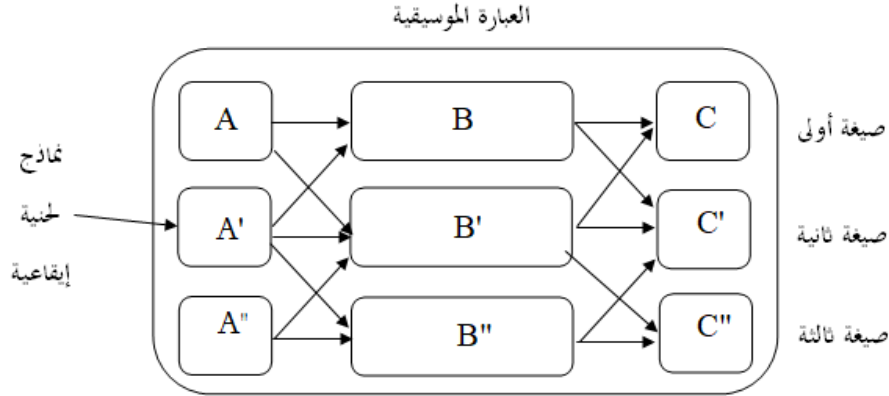 العبارة الموسيقية
A
B
C
صيغة أولى
نماذج
لحنية
إيقاعية
A'
B'
C'
صيغة ثانية
A"
B"
C"
صيغة ثالثة